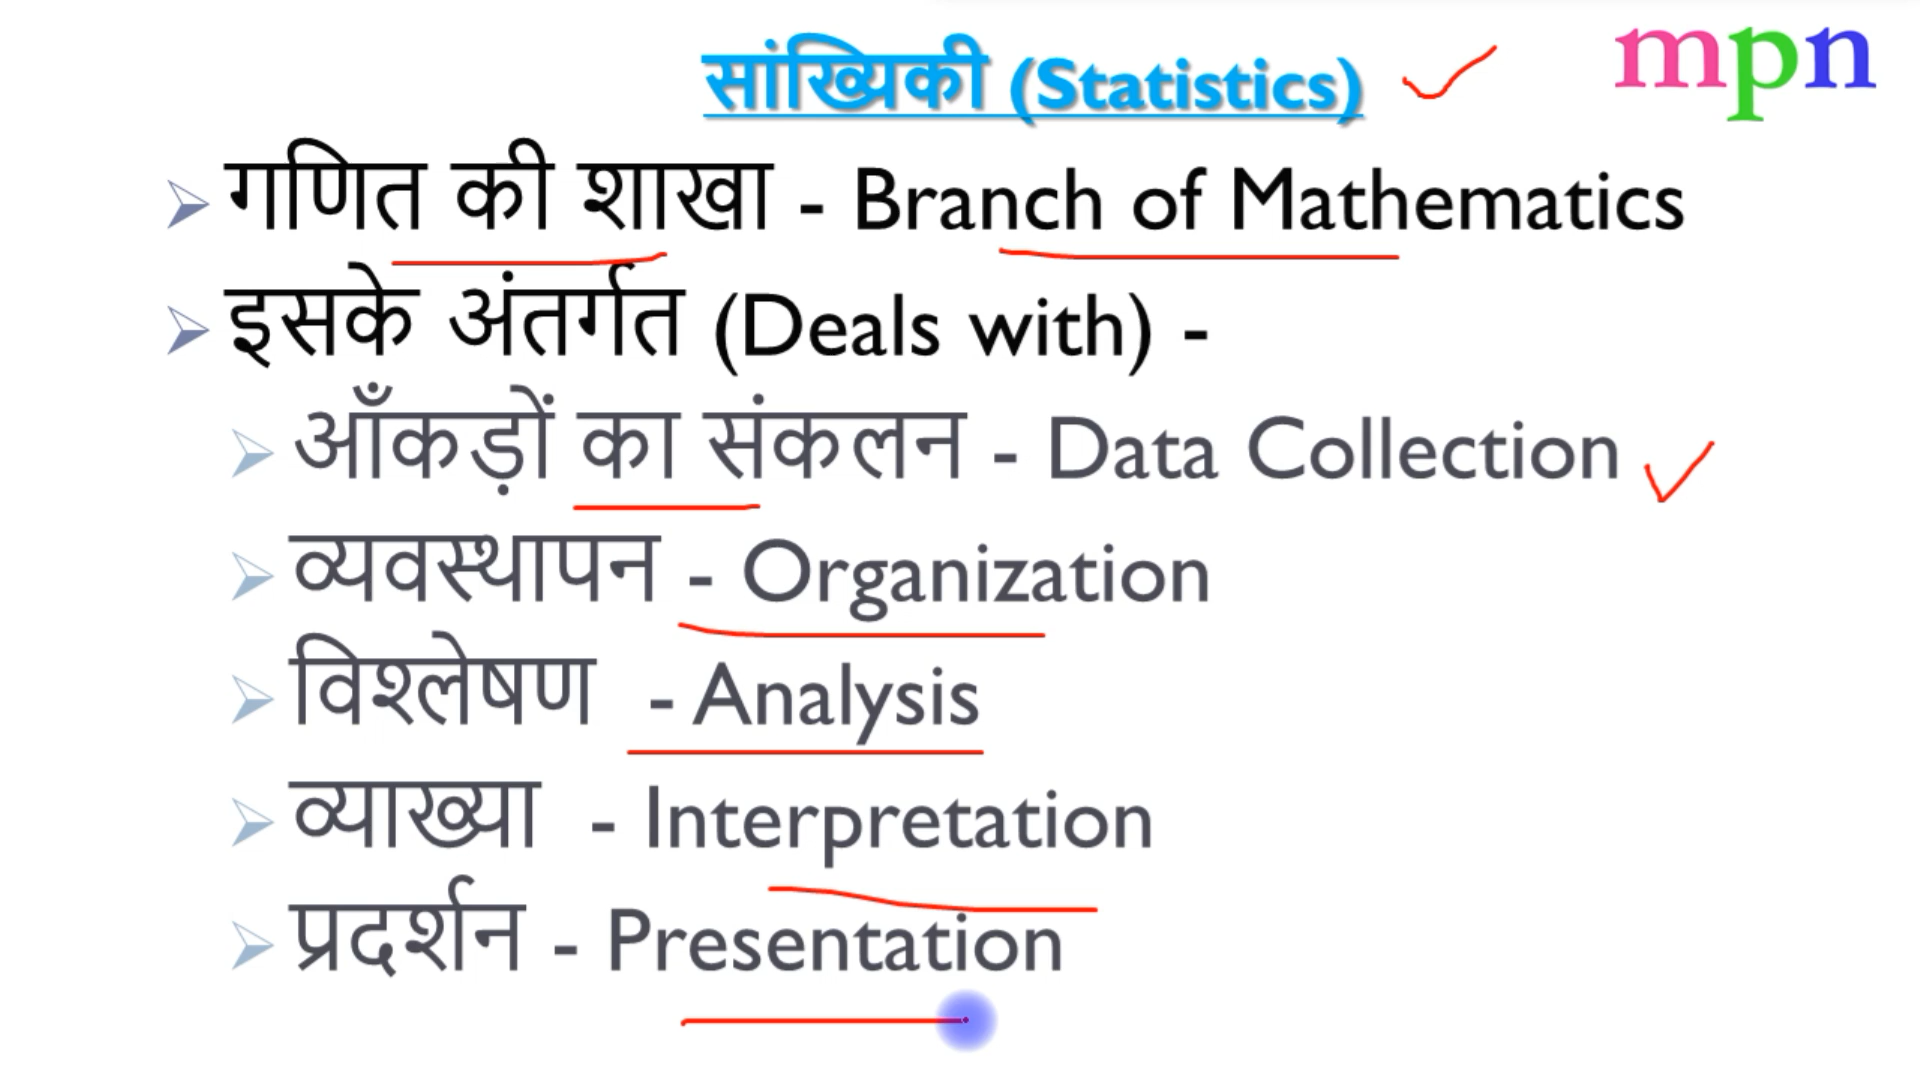 सांख्यिकी (Statistics)
mpn
गणित की शाखा - Branch of Mathematics
इसके अंतर्गत (Deals with) -
आँकड़ों का संकलन - Data Collection
व्यवस्थापन - Organization
विश्लेषण - Analysis
व्याख्या - Interpretation
प्रदर्शन - Presentation